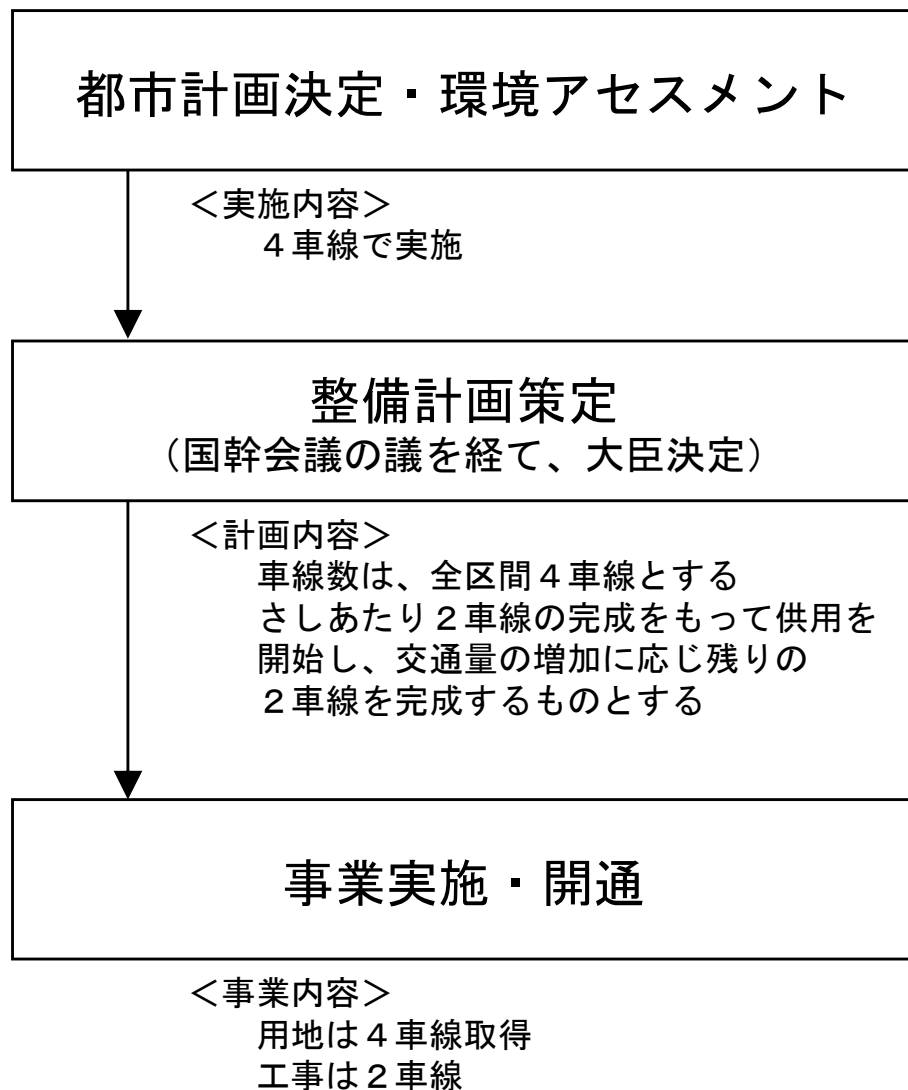 都市計画決定・環境アセスメント
＜実施内容＞
４車線で実施
整備計画策定
（国幹会議の議を経て、大臣決定）
＜計画内容＞
車線数は、全区間４車線とする
さしあたり２車線の完成をもって供用を
開始し、交通量の増加に応じ残りの
２車線を完成するものとする
事業実施・開通
＜事業内容＞
用地は４車線取得
工事は２車線